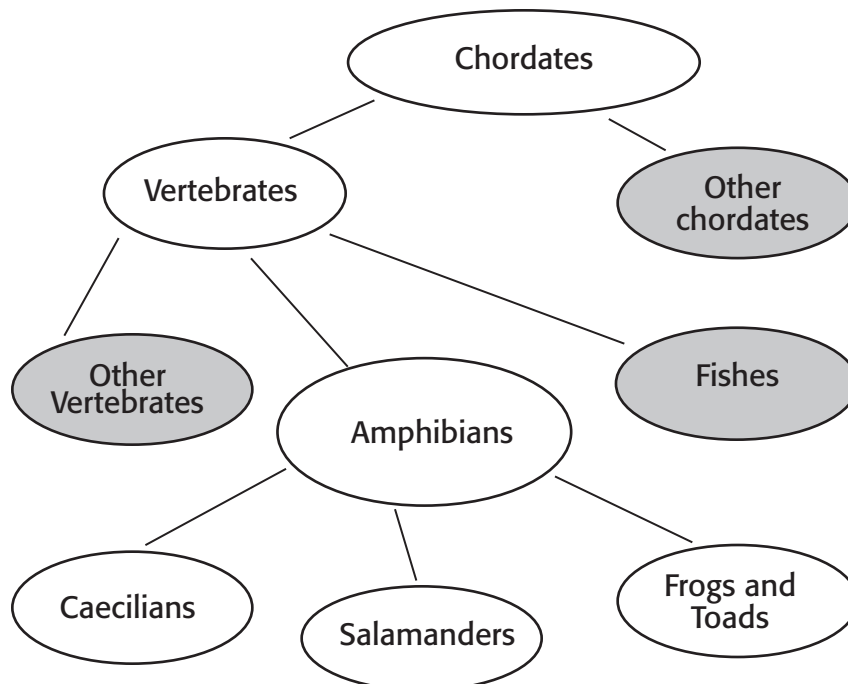 Chordates
Vertebrates
Other
chordates
Other
Vertebrates
Amphibians
Fishes
Caecilians
Salamanders
Frogs and
Toads